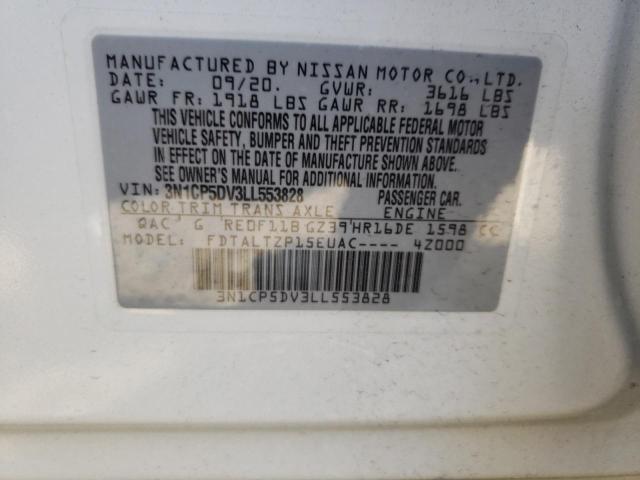 MANUFACTURED BY NISSAN MOTOR CO.,LTD.
DATE: 09/20. GVWR: 3616 LBS
GAWR FR: 1918 LBS GAWR RR: 1698 LBS
THIS VEHICLE CONFORMS TO ALL APPLICABLE FEDERAL MOTOR
VEHICLE SAFETY, BUMPER AND THEFT PREVENTION STANDARDS
IN EFFECT ON THE DATE OF MANUFACTURE SHOWN ABOVE.
SEE OWNER'S MANUAL FOR ADDITIONAL INFORMATION.
VIN: 3N1CP5DV3LL553828 PASSENGER CAR.
COLOR TRIM TRANS AXLE ENGINE
QAC G RE0F11B GZ39 HR16DE 1598 CC
MODEL: FDTALTZP15EUAC---- 4Z000
3N1CP5DV3LL553828